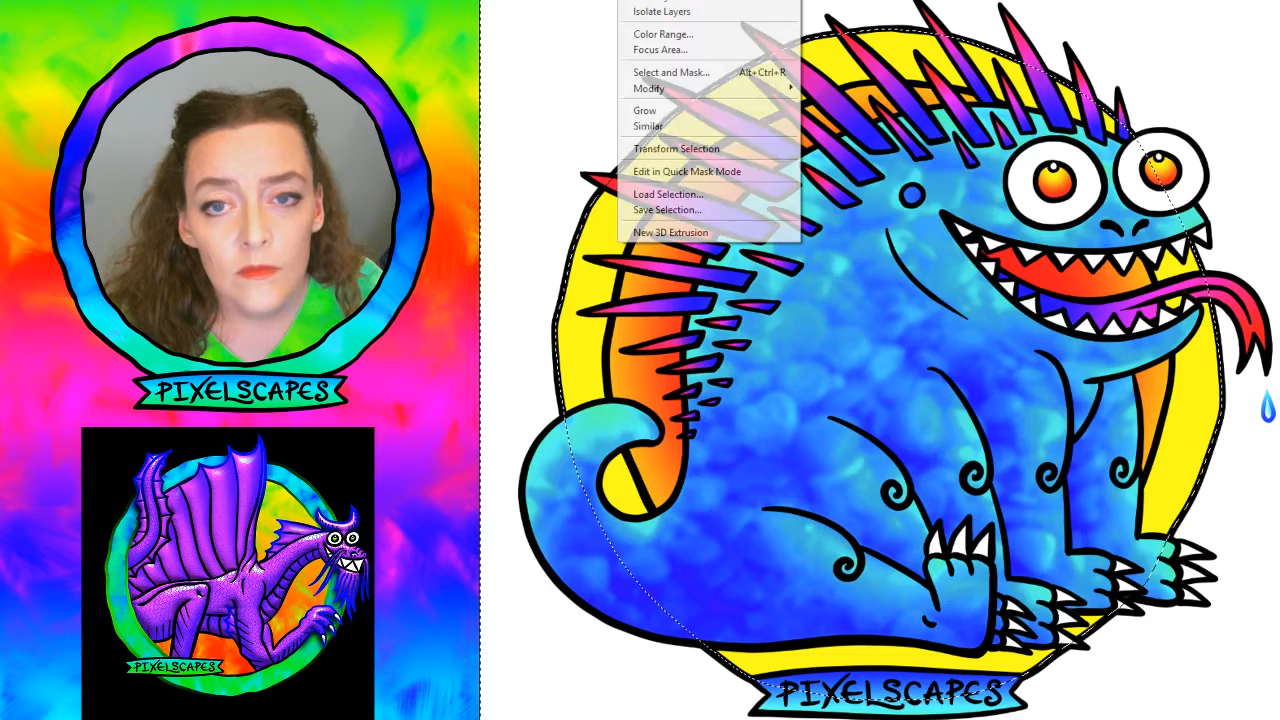 Isolate Layers
Color Range...
Focus Area...
Select and Mask... Alt+Ctrl+R
Modify
Grow
Similar
Transform Selection
Edit in Quick Mask Mode
Load Selection...
Save Selection...
New 3D Extrusion
PIXELSCAPES
PIXELSCAPES
PIXELSCAPES